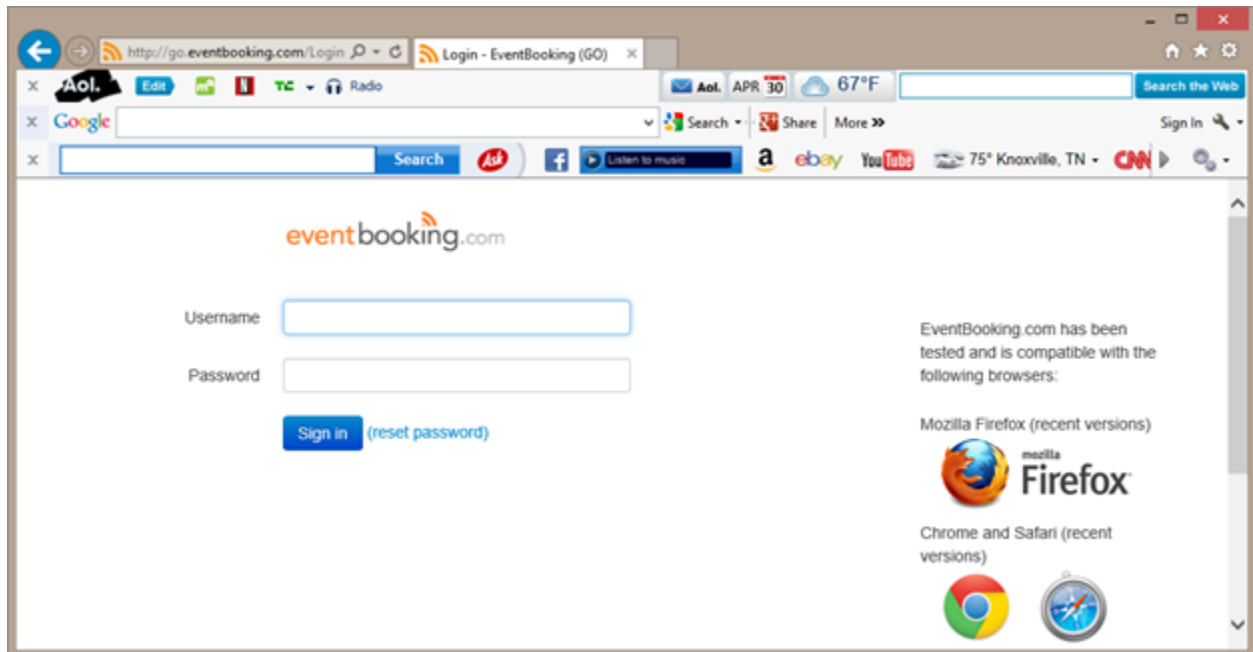 http://go.eventbooking.com/Login
Login - EventBooking (GO)
Aol. Edit N TC Rado Aol. APR 30 67°F Search the Web
Google Search Share More » Sign In
Search Ask f Listen to music a ebay YouTube 75° Knoxville, TN CNN
eventbooking.com
Username
Password
Sign in (reset password)
EventBooking.com has been
tested and is compatible with the
following browsers:
Mozilla Firefox (recent versions)
mozilla
Firefox
Chrome and Safari (recent
versions)